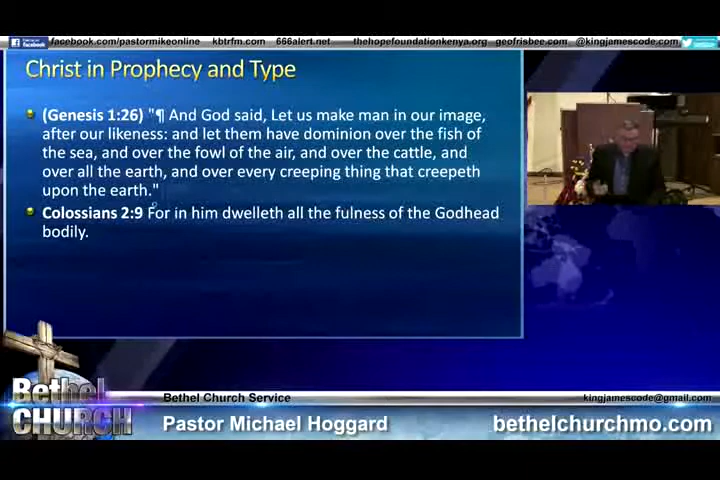 facebook.com/pastormikeonline kbtrfm.com 666alert.net thehopefoundationkenya.org geofrisbee.com @kingjamescode.com
Christ in Prophecy and Type
(Genesis 1:26) "¶ And God said, Let us make man in our image,
after our likeness: and let them have dominion over the fish of
the sea, and over the fowl of the air, and over the cattle, and
over all the earth, and over every creeping thing that creepeth
upon the earth."
Colossians 2:9 For in him dwelleth all the fulness of the Godhead
bodily.
Bethel
CHURCH
Bethel Church Service
kingjamescode@gmail.com
Pastor Michael Hoggard
bethelchurchmo.com